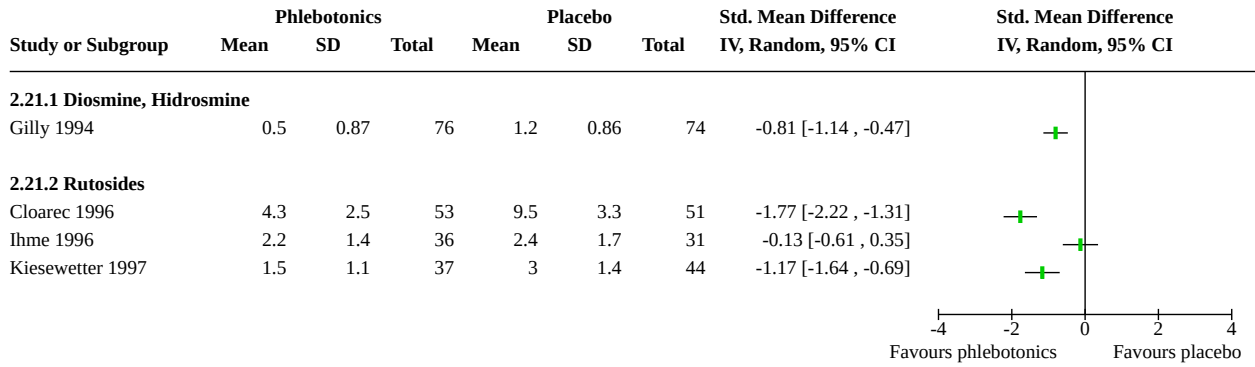 Phlebotonics Placebo Std. Mean Difference Std. Mean Difference
Study or Subgroup Mean SD Total Mean SD Total IV, Random, 95% CI IV, Random, 95% CI
2.21.1 Diosmine, Hidrosmine
Gilly 1994 0.5 0.87 76 1.2 0.86 74 -0.81 [-1.14 , -0.47]
2.21.2 Rutosides
Cloarec 1996 4.3 2.5 53 9.5 3.3 51 -1.77 [-2.22 , -1.31]
Ihme 1996 2.2 1.4 36 2.4 1.7 31 -0.13 [-0.61 , 0.35]
Kiesewetter 1997 1.5 1.1 37 3 1.4 44 -1.17 [-1.64 , -0.69]
-4 -2 0 2 4
Favours phlebotonics Favours placebo